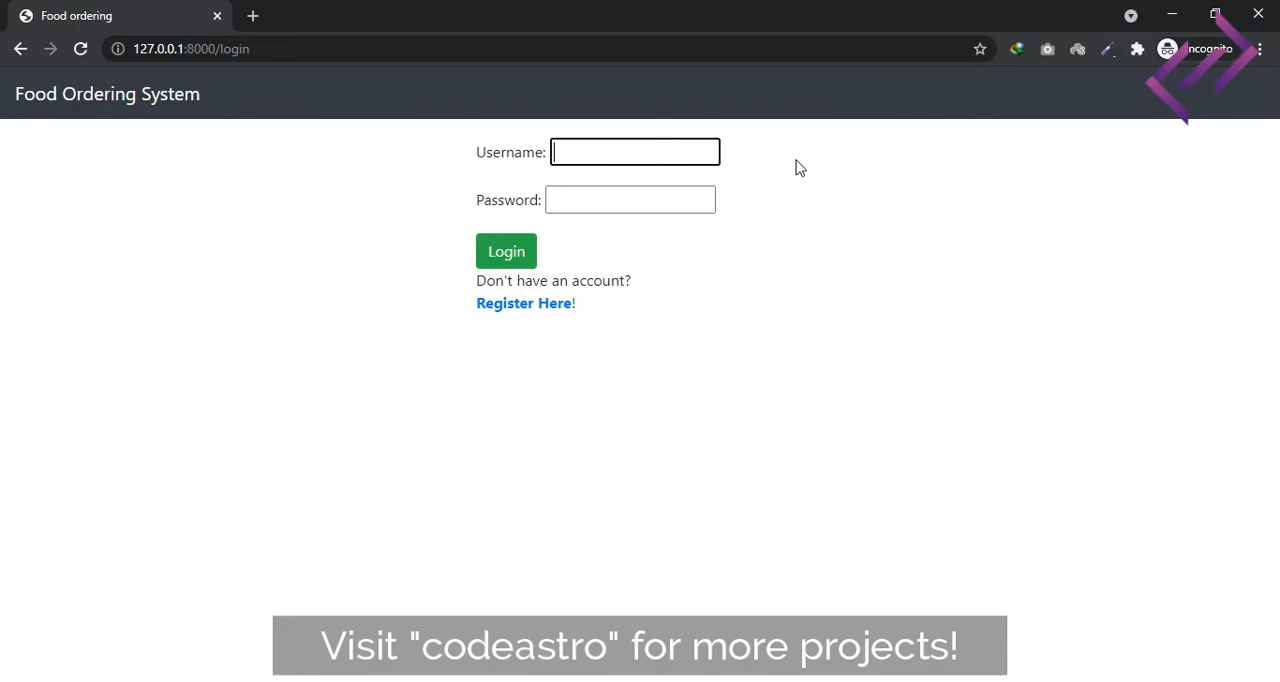 Food ordering
127.0.0.1:8000/login
Incognito
Food Ordering System
Username:
Password:
Login
Don't have an account?
Register Here!
Visit "codeastro" for more projects!